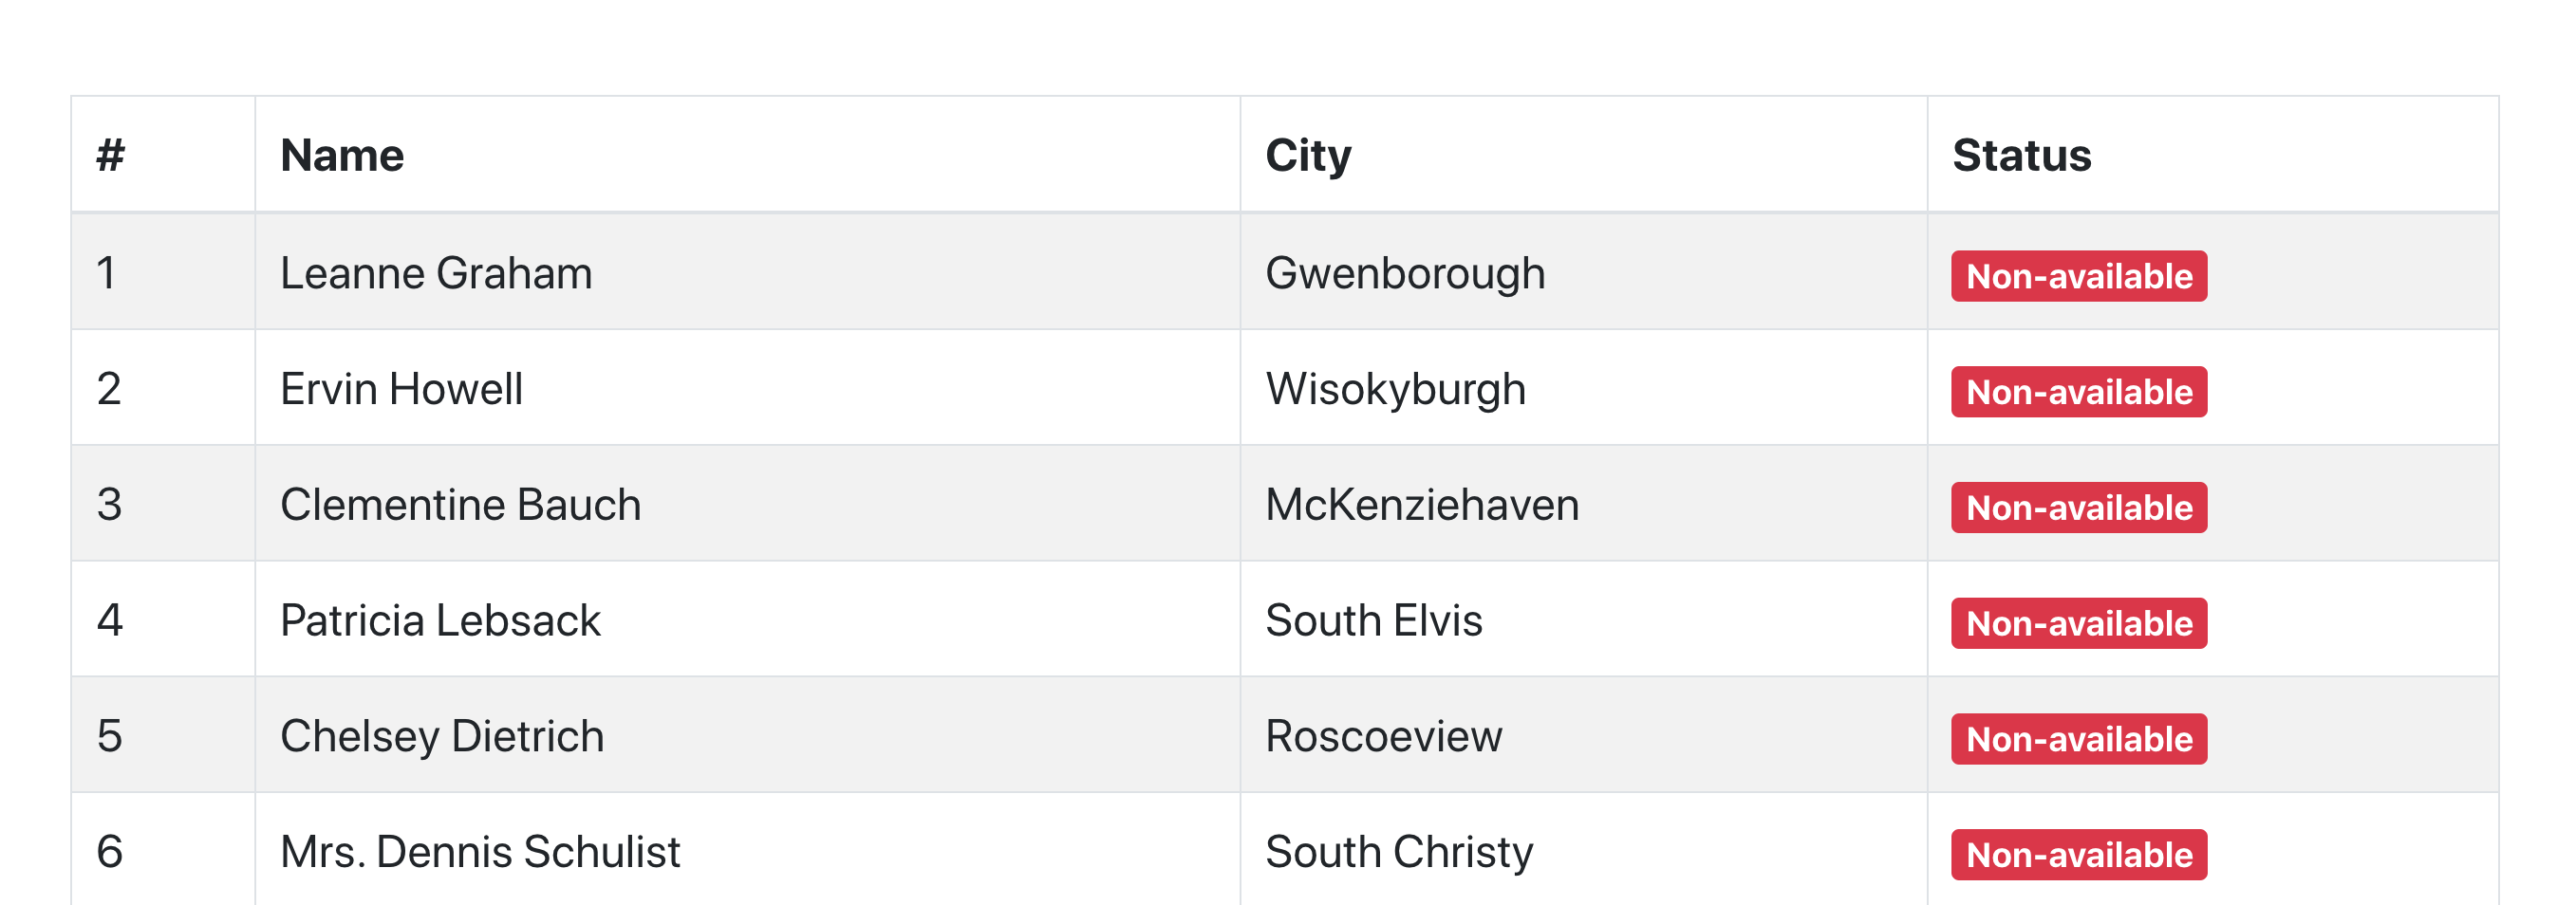 # Name City Status
1 Leanne Graham Gwenborough Non-available
2 Ervin Howell Wisokyburgh Non-available
3 Clementine Bauch McKenziehaven Non-available
4 Patricia Lebsack South Elvis Non-available
5 Chelsey Dietrich Roscoeview Non-available
6 Mrs. Dennis Schulist South Christy Non-available